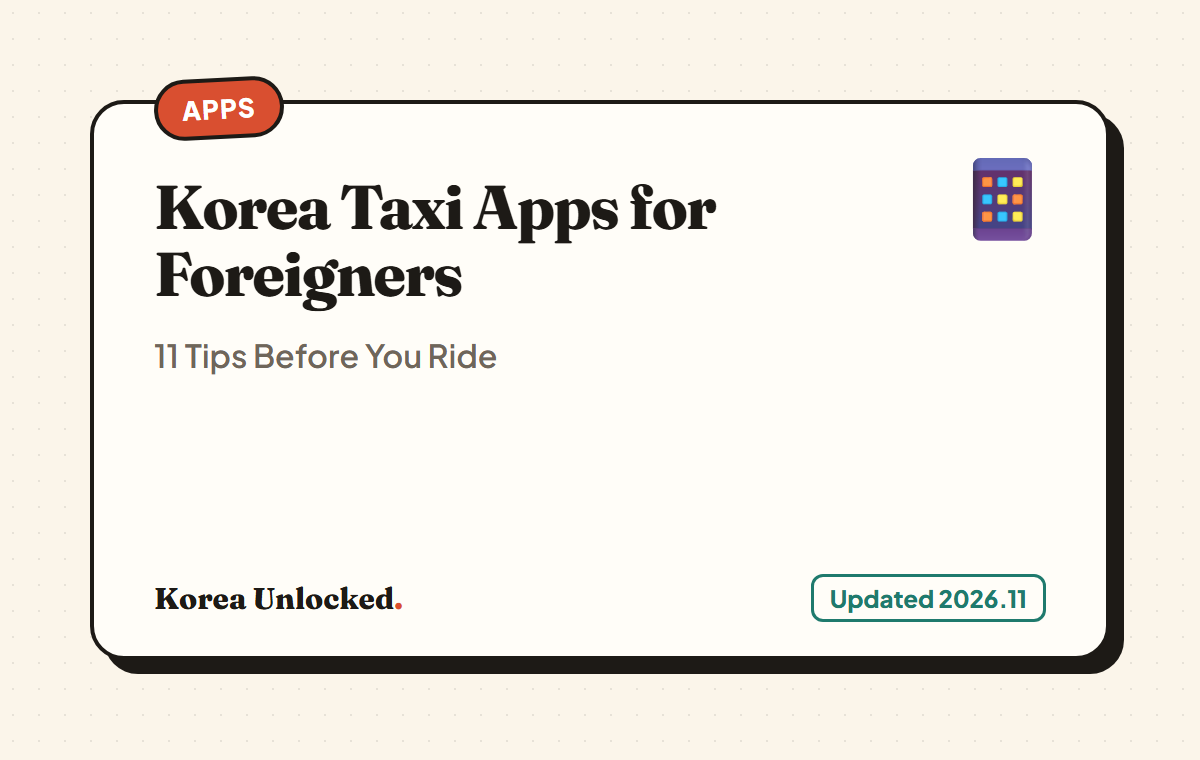 APPS
Korea Taxi Apps for
Foreigners
11 Tips Before You Ride
Korea Unlocked.
Updated 2026.11